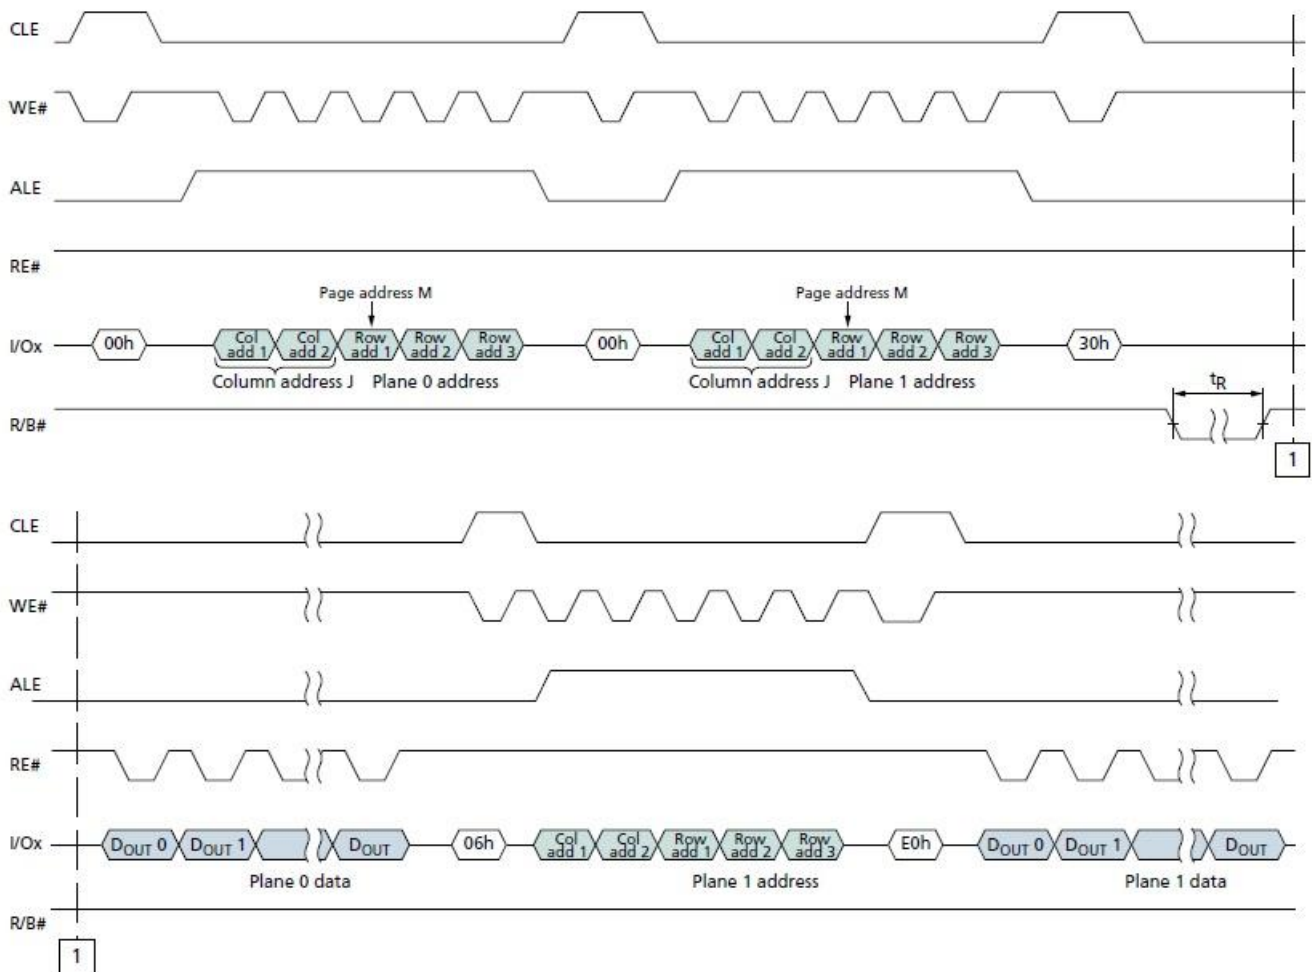 CLE
WE#
ALE
RE#
Page address M Page address M
I/Ox 00h Col add 1 Col add 2 Row add 1 Row add 2 Row add 3 00h Col add 1 Col add 2 Row add 1 Row add 2 Row add 3 30h
Column address J Plane 0 address Column address J Plane 1 address
tR
R/B#
1
CLE
WE#
ALE
RE#
I/Ox DOUT 0 DOUT 1 DOUT 06h Col add 1 Col add 2 Row add 1 Row add 2 Row add 3 E0h DOUT 0 DOUT 1 DOUT
Plane 0 data Plane 1 address Plane 1 data
R/B#
1